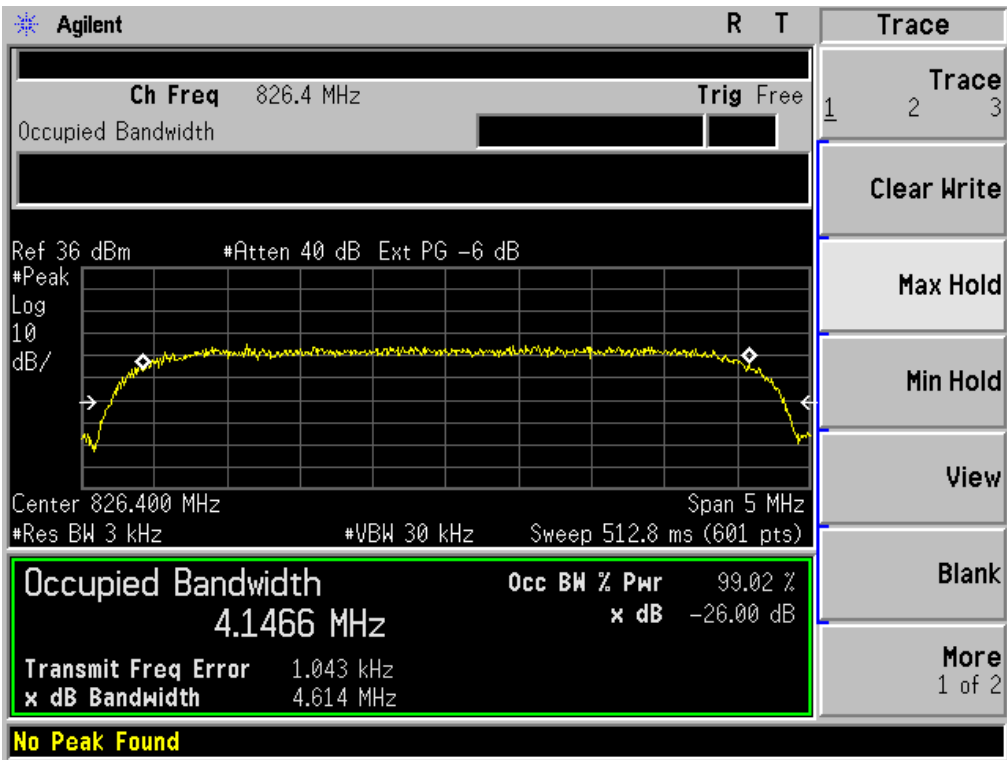 Agilent
R T
Ch Freq 826.4 MHz Trig Free
Occupied Bandwidth
Ref 36 dBm #Atten 40 dB Ext PG -6 dB
#Peak
Log
10
dB/
Center 826.400 MHz Span 5 MHz
#Res BW 3 kHz #VBW 30 kHz Sweep 512.8 ms (601 pts)
Occupied Bandwidth
4.1466 MHz
Occ BW % Pwr 99.02 %
x dB -26.00 dB
Transmit Freq Error 1.043 kHz
x dB Bandwidth 4.614 MHz
No Peak Found
Trace
Trace
1 2 3
Clear Write
Max Hold
Min Hold
View
Blank
More
1 of 2